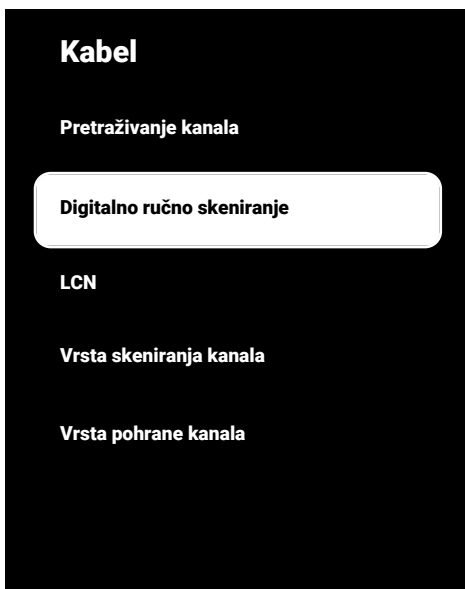 Kabel
Pretraživanje kanala
Digitalno ručno skeniranje
LCN
Vrsta skeniranja kanala
Vrsta pohrane kanala